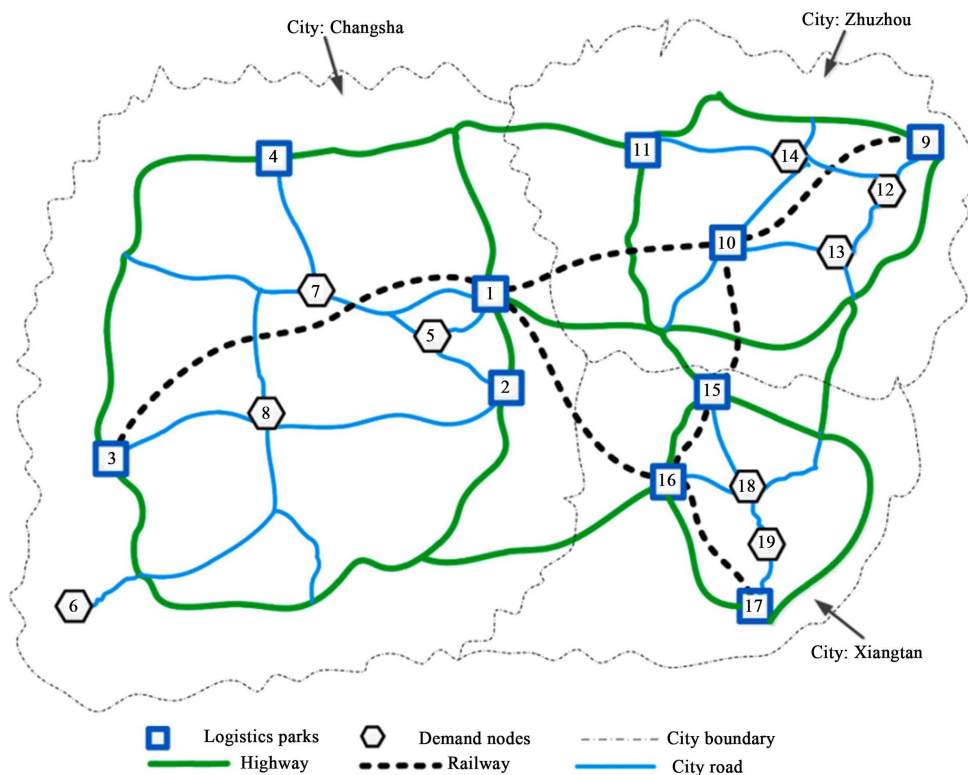 City: Zhuzhou
City: Changsha
4
11
14
9
12
10
13
7
1
5
2
15
8
3
16
18
19
6
17
City: Xiangtan
Logistics parks
Demand nodes
City boundary
Highway
Railway
City road